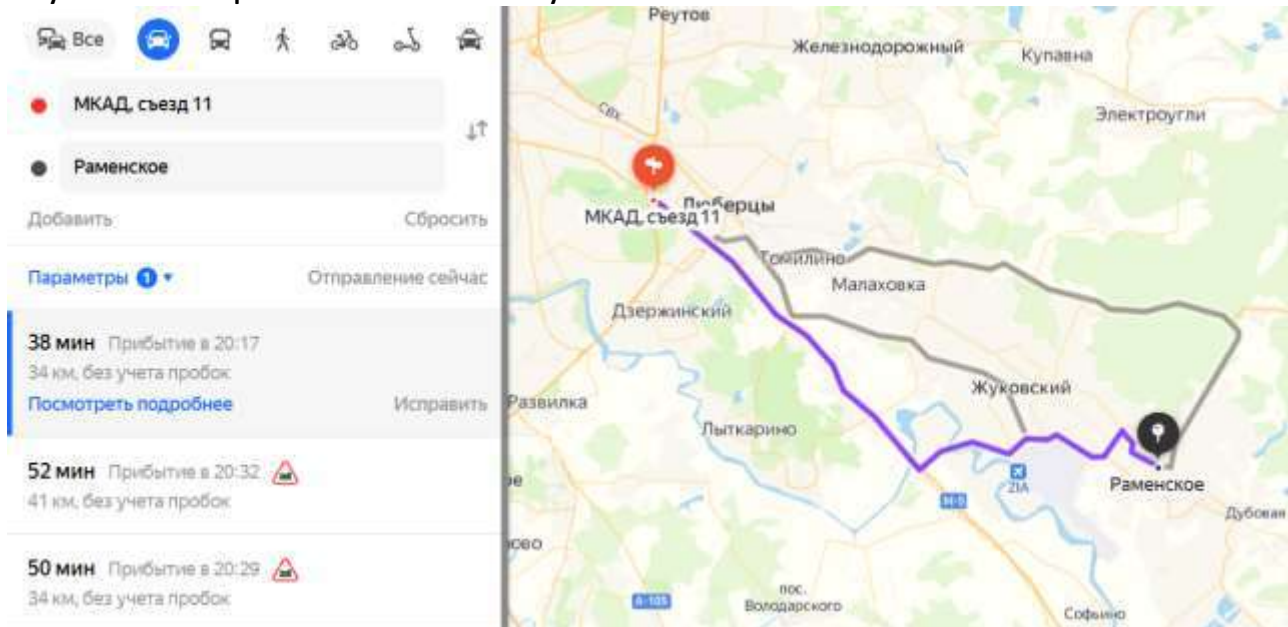 Все
МКАД, съезд 11
Раменское
Добавить
Сбросить
Параметры 1
Отправление сейчас
38 мин Прибытие в 20:17
34 км, без учета пробок
Посмотреть подробнее
Исправить
52 мин Прибытие в 20:32
41 км, без учета пробок
50 мин Прибытие в 20:29
34 км, без учета пробок
Реутов
Железнодорожный
Купавна
Электроугли
СВХ
Люберцы
МКАД, съезд 11
Томилино
Малаховка
Дзержинский
Жуковский
Развилка
Лыткарино
ZIA
Раменское
М-5
Дубовая
А-105
пос.
Володарского
Софьино